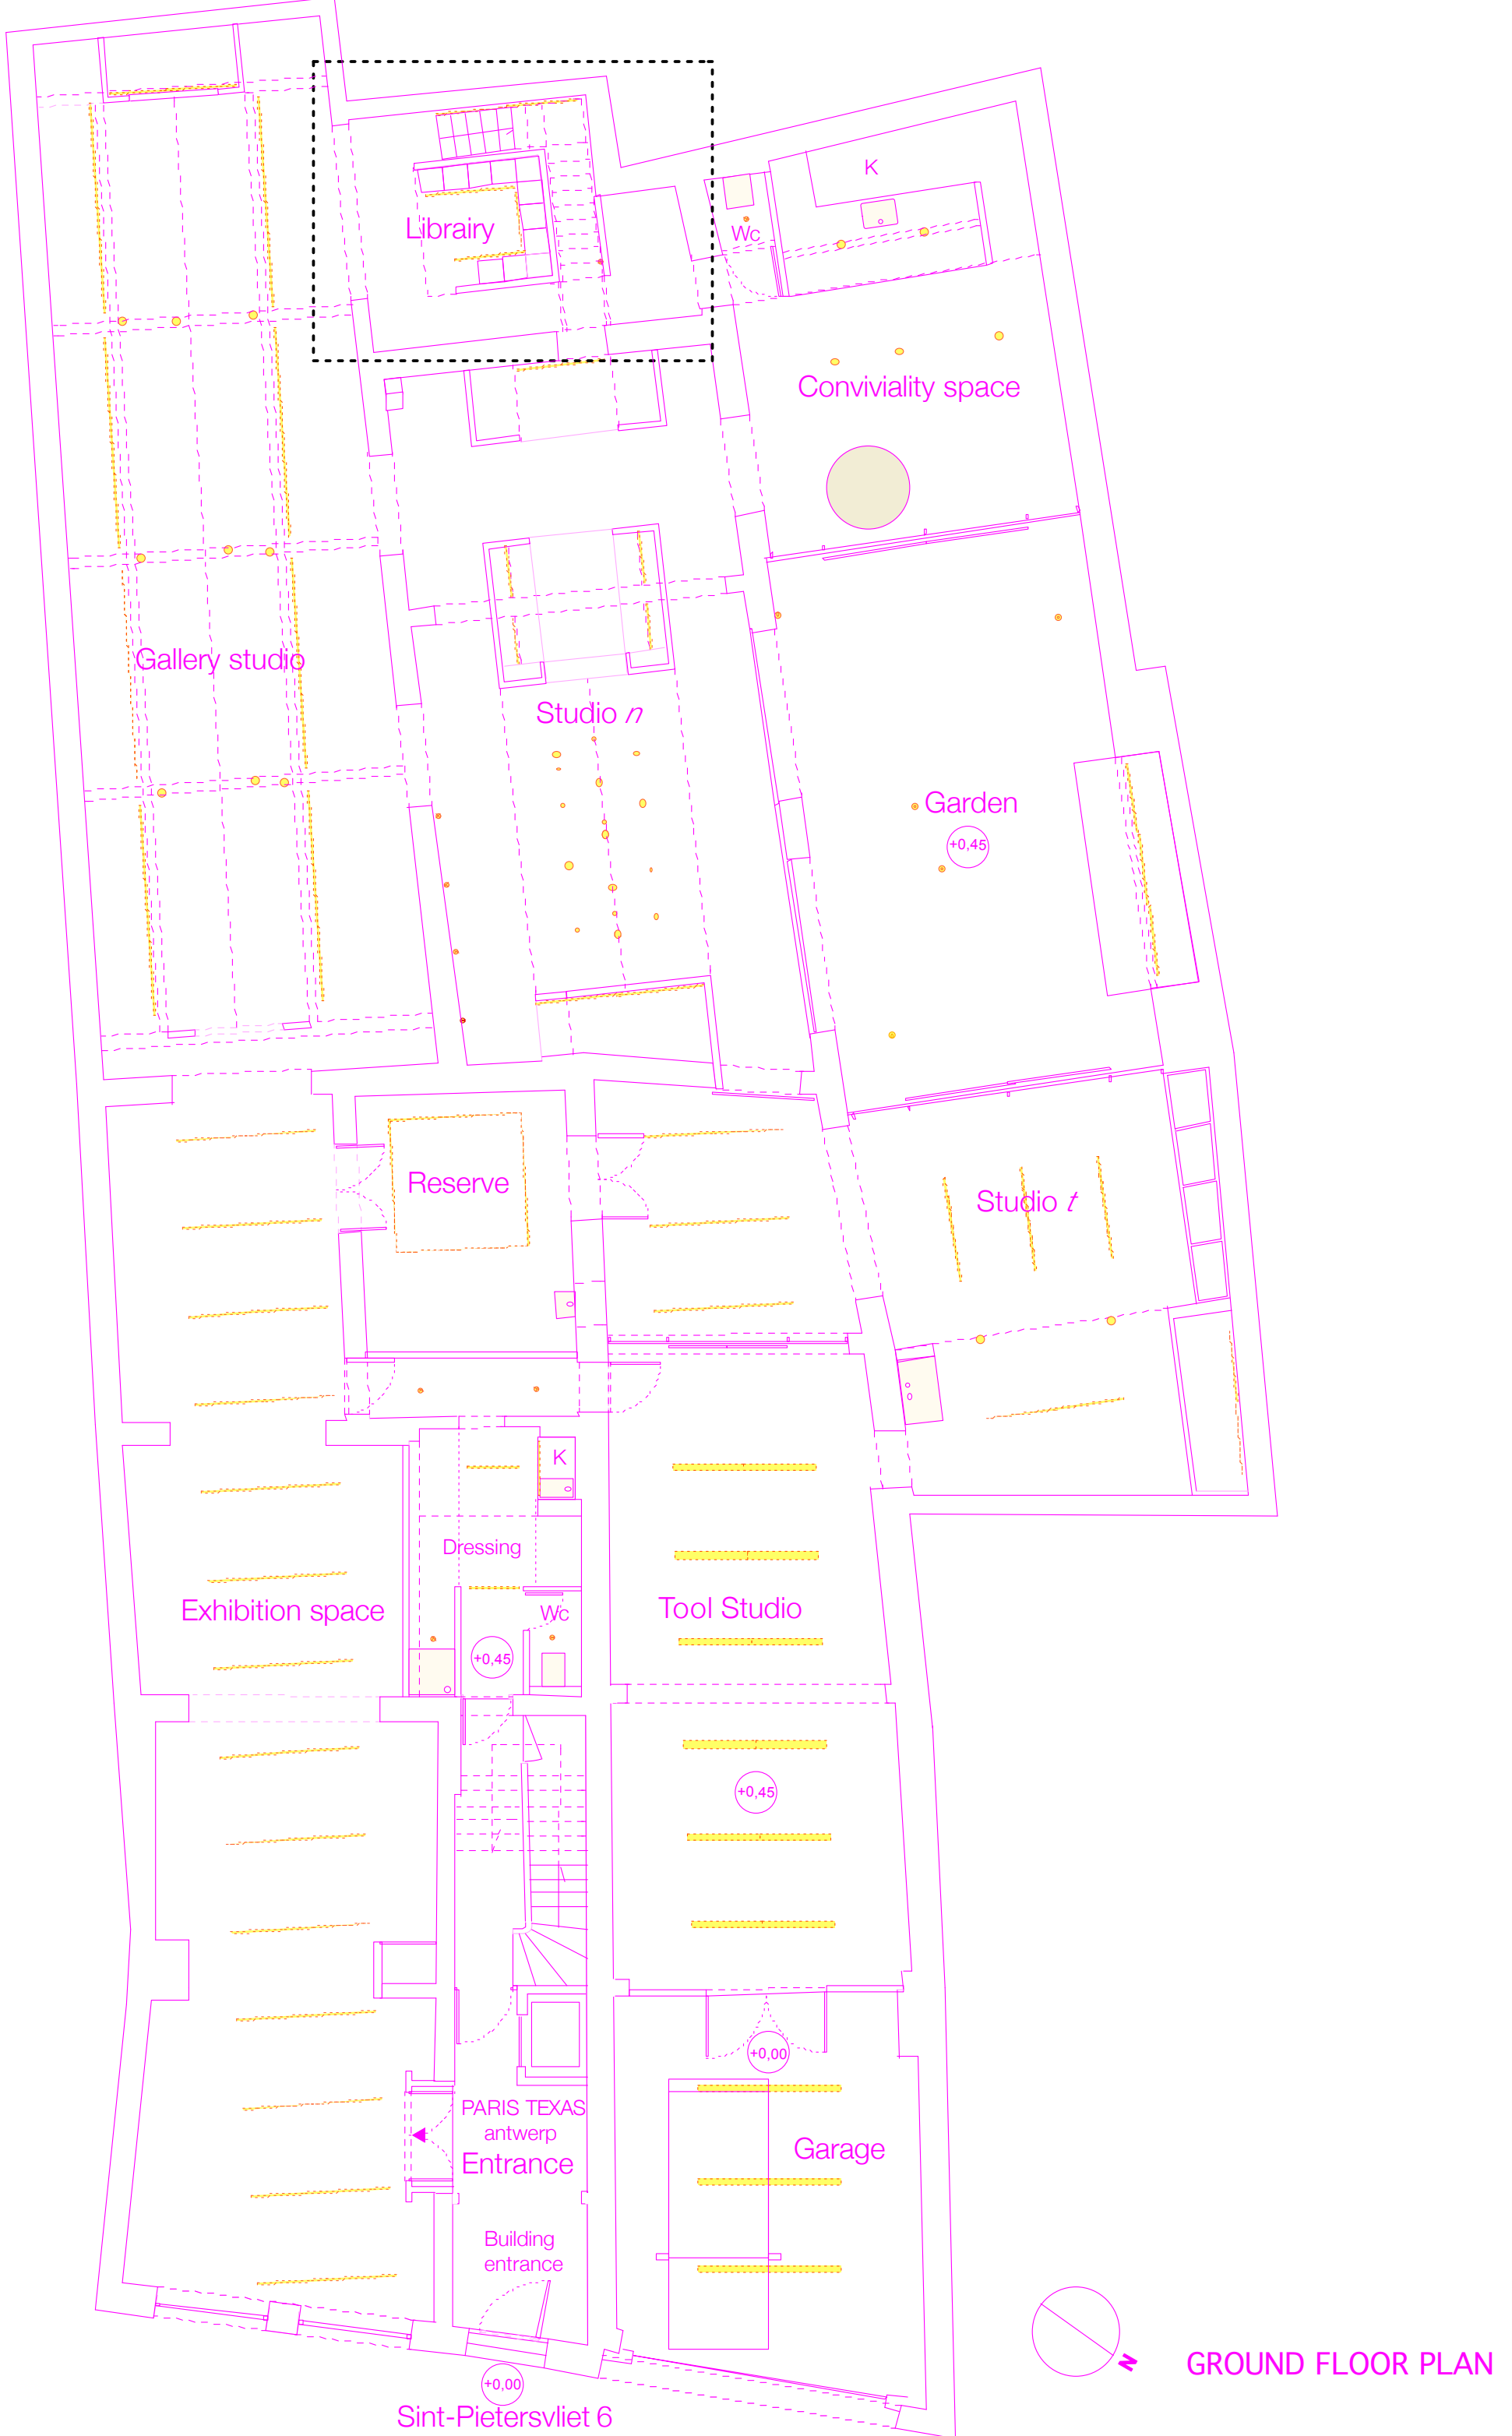 K
Librairy
Wc
Conviviality space
Gallery studio
Studio n
Garden
+0,45
Reserve
Studio t
K
Dressing
Exhibition space
Wc
Tool Studio
+0,45
+0,45
+0,00
PARIS TEXAS
antwerp
Entrance
Garage
Building
entrance
N
GROUND FLOOR PLAN
+0,00
Sint-Pietersvliet 6